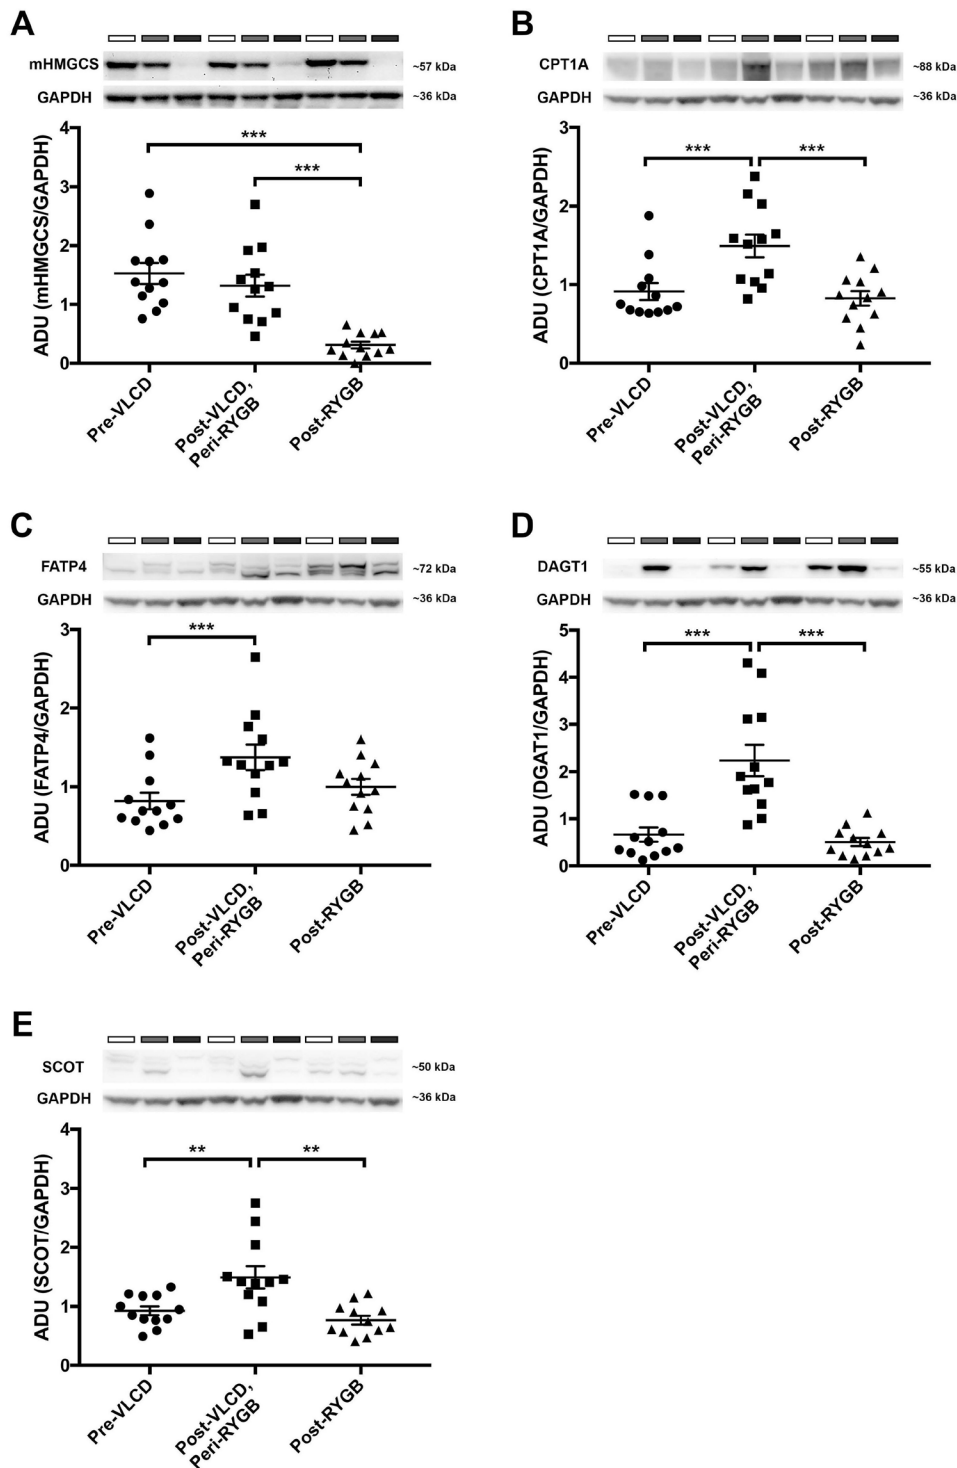 A
mHMGCS
~57 kDa
GAPDH
~36 kDa
ADU (mHMGCS/GAPDH)
4
3
2
1
0
***
***
Pre-VLCD
Post-VLCD,
Peri-RYGB
Post-RYGB
B
CPT1A
~88 kDa
GAPDH
~36 kDa
ADU (CPT1A/GAPDH)
3
2
1
0
***
***
Pre-VLCD
Post-VLCD,
Peri-RYGB
Post-RYGB
C
FATP4
~72 kDa
GAPDH
~36 kDa
ADU (FATP4/GAPDH)
3
2
1
0
***
Pre-VLCD
Post-VLCD,
Peri-RYGB
Post-RYGB
D
DAGT1
~55 kDa
GAPDH
~36 kDa
ADU (DGAT1/GAPDH)
5
4
3
2
1
0
***
***
Pre-VLCD
Post-VLCD,
Peri-RYGB
Post-RYGB
E
SCOT
~50 kDa
GAPDH
~36 kDa
ADU (SCOT/GAPDH)
4
3
2
1
0
**
**
Pre-VLCD
Post-VLCD,
Peri-RYGB
Post-RYGB